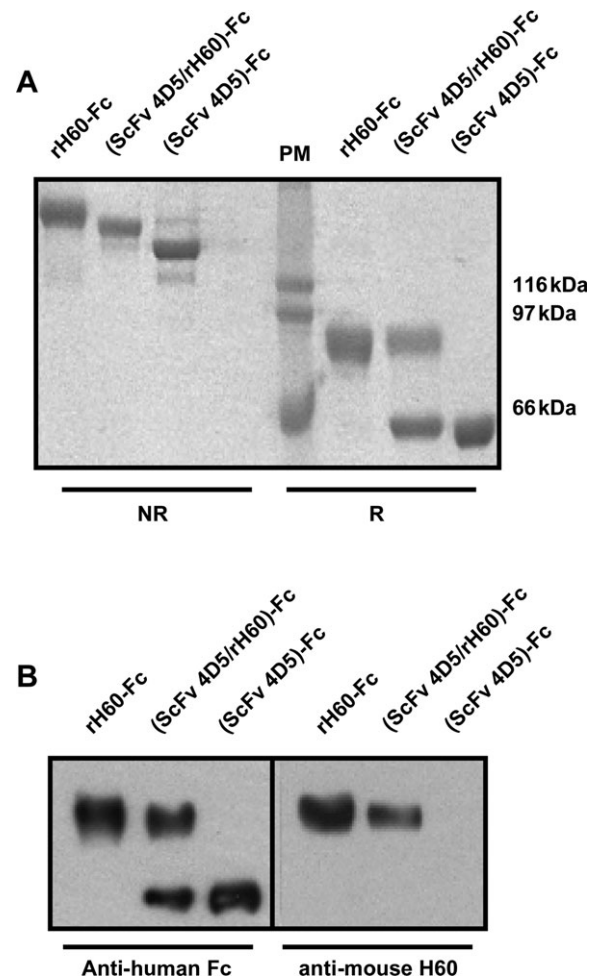 A
rH60-Fc
(ScFv 4D5/rH60)-Fc
(ScFv 4D5)-Fc
PM
rH60-Fc
(ScFv 4D5/rH60)-Fc
(ScFv 4D5)-Fc
116 kDa
97 kDa
66 kDa
NR
R
B
rH60-Fc
(ScFv 4D5/rH60)-Fc
(ScFv 4D5)-Fc
rH60-Fc
(ScFv 4D5/rH60)-Fc
(ScFv 4D5)-Fc
Anti-human Fc
anti-mouse H60